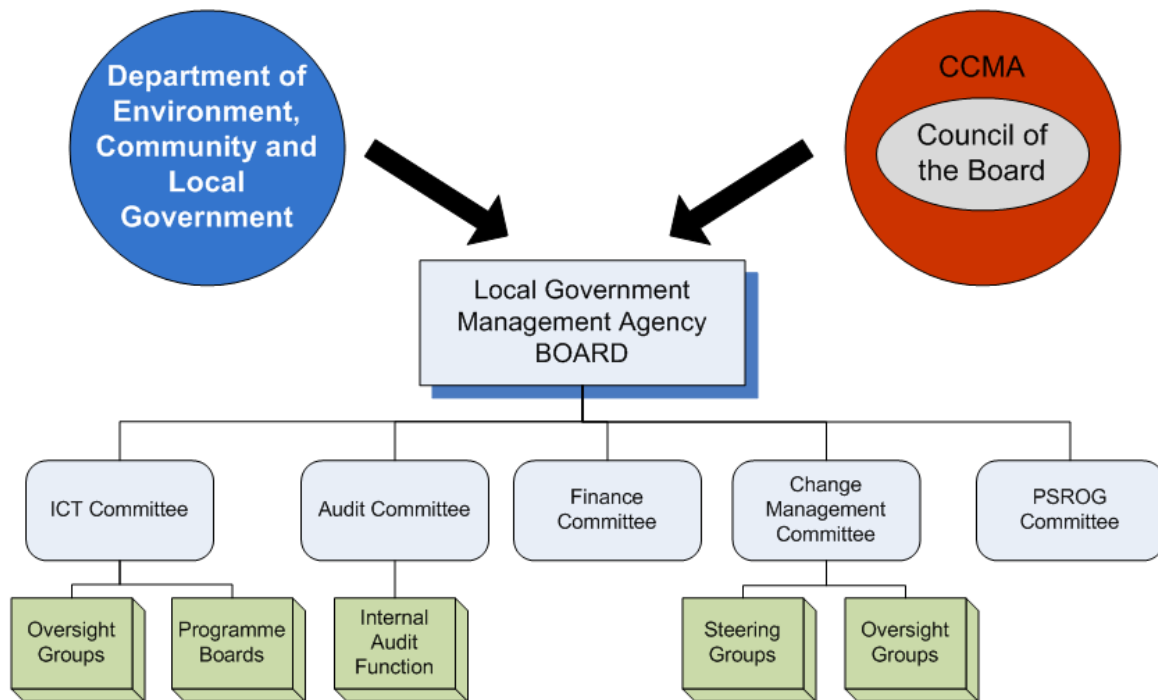 Department of
Environment,
Community and
Local
Government
CCMA
Council of
the Board
Local Government
Management Agency
BOARD
ICT Committee
Audit Committee
Finance
Committee
Change
Management
Committee
PSROG
Committee
Oversight
Groups
Programme
Boards
Internal
Audit
Function
Steering
Groups
Oversight
Groups